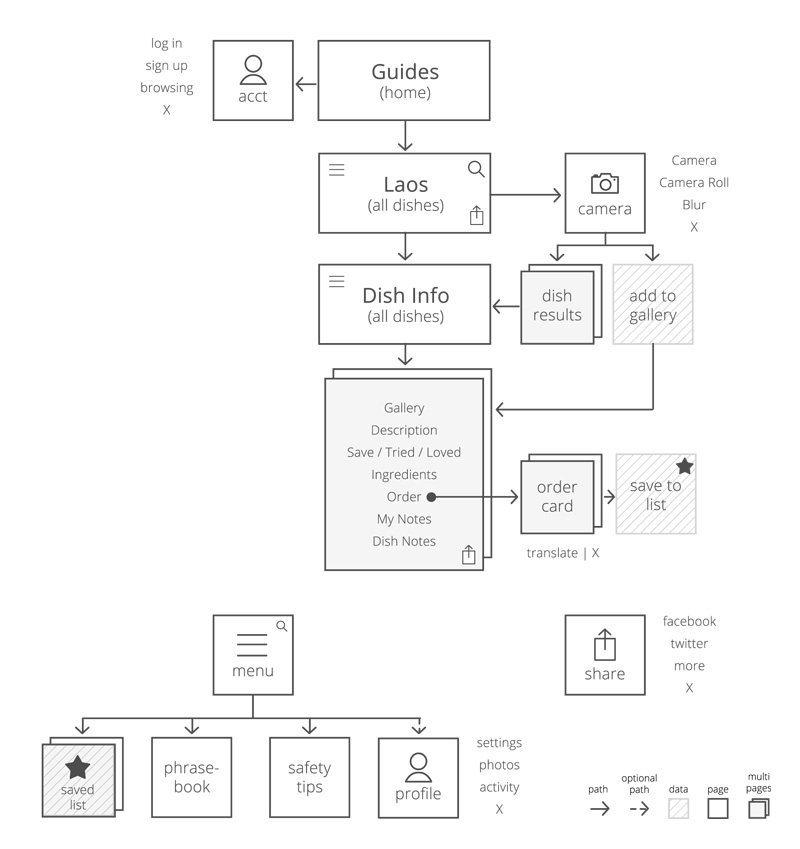 log in
sign up
browsing
X
acct
Guides
(home)
Laos
(all dishes)
camera
Camera
Camera Roll
Blur
X
Dish Info
(all dishes)
dish
results
add to
gallery
Gallery
Description
Save / Tried / Loved
Ingredients
Order
My Notes
Dish Notes
order
card
save to
list
translate | X
menu
share
facebook
twitter
more
X
saved
list
phrase-
book
safety
tips
profile
settings
photos
activity
X
path
optional
path
data
page
multi
pages